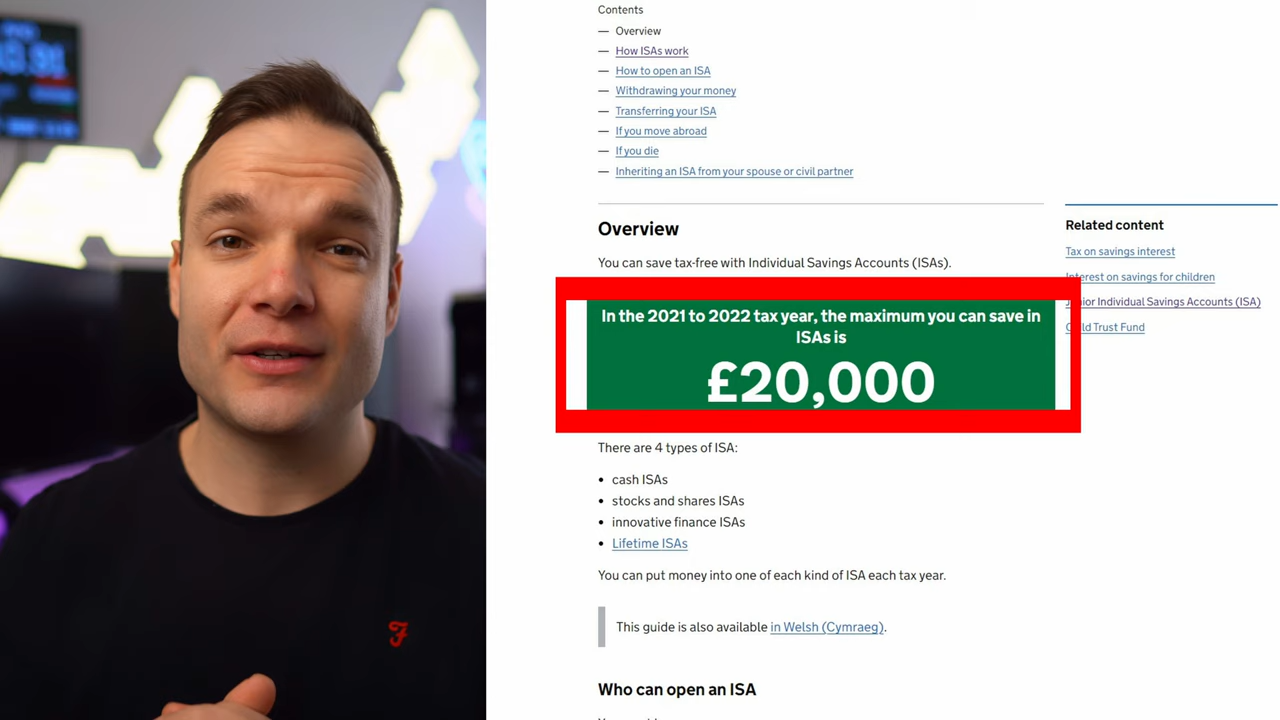 Contents
— Overview
— How ISAs work
— How to open an ISA
— Withdrawing your money
— Transferring your ISA
— If you move abroad
— If you die
— Inheriting an ISA from your spouse or civil partner
Overview
You can save tax-free with Individual Savings Accounts (ISAs).
In the 2021 to 2022 tax year, the maximum you can save in
ISAs is
£20,000
There are 4 types of ISA:
• cash ISAs
• stocks and shares ISAs
• innovative finance ISAs
• Lifetime ISAs
You can put money into one of each kind of ISA each tax year.
This guide is also available in Welsh (Cymraeg).
Who can open an ISA
Related content
Tax on savings interest
Interest on savings for children
Individual Savings Accounts (ISA)
Trust Fund